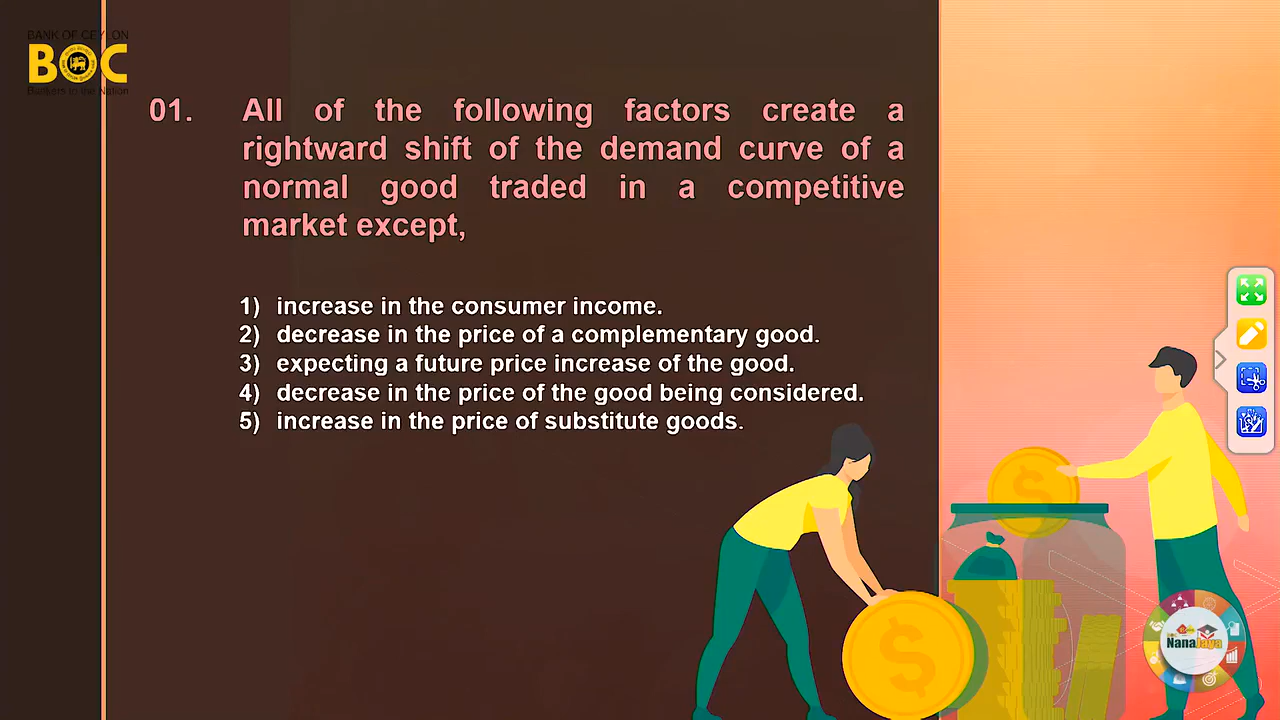 BANK OF CEYLON
BOC
Bankers to the Nation
01. All of the following factors create a
rightward shift of the demand curve of a
normal good traded in a competitive
market except,
1) increase in the consumer income.
2) decrease in the price of a complementary good.
3) expecting a future price increase of the good.
4) decrease in the price of the good being considered.
5) increase in the price of substitute goods.
$
$
NanaJaya